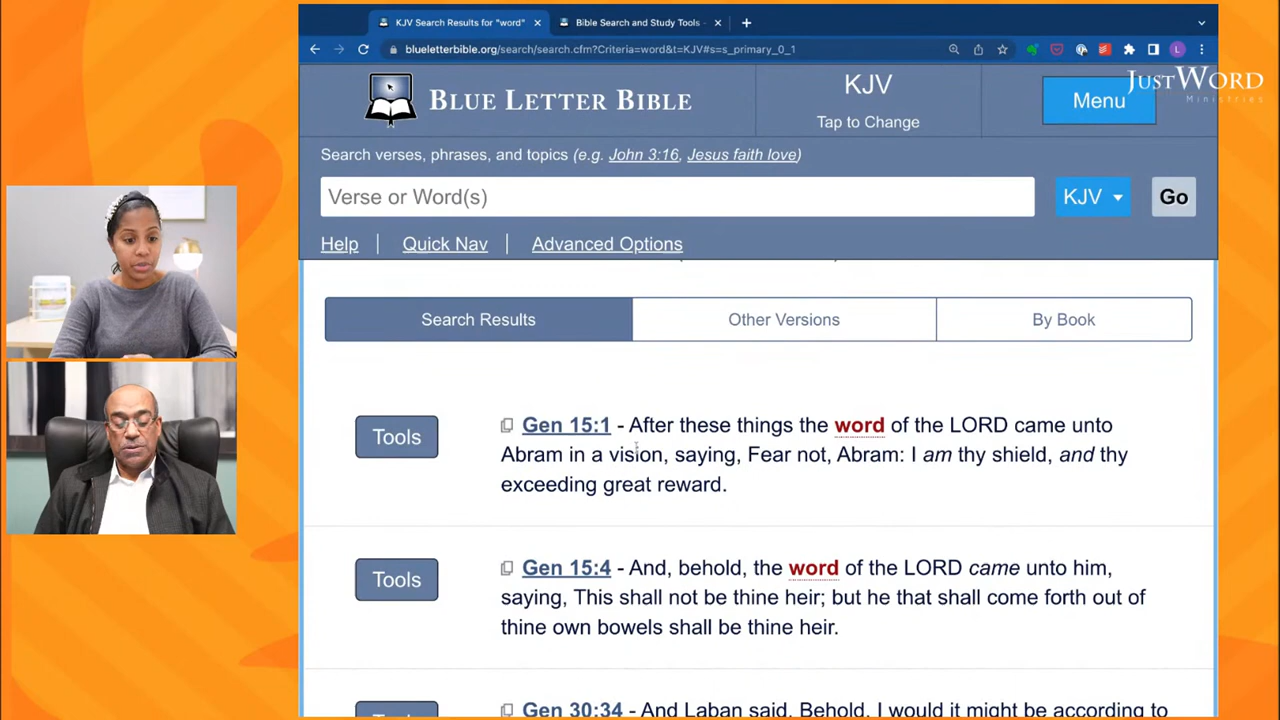 KJV Search Results for "word"
Bible Search and Study Tools -
blueletterbible.org/search/search.cfm?Criteria=word&t=KJV#s=s_primary_0_1
L
JUSTWORD
Ministries
BLUE LETTER BIBLE
KJV
Tap to Change
Menu
Search verses, phrases, and topics (e.g. John 3:16, Jesus faith love)
Verse or Word(s)
KJV
Go
Help
Quick Nav
Advanced Options
Search Results
Other Versions
By Book
Tools
Gen 15:1 - After these things the word of the LORD came unto
Abram in a vision, saying, Fear not, Abram: I am thy shield, and thy
exceeding great reward.
Tools
Gen 15:4 - And, behold, the word of the LORD came unto him,
saying, This shall not be thine heir; but he that shall come forth out of
thine own bowels shall be thine heir.
Tools
Gen 30:34 - And Laban said, Behold, I would it might be according to